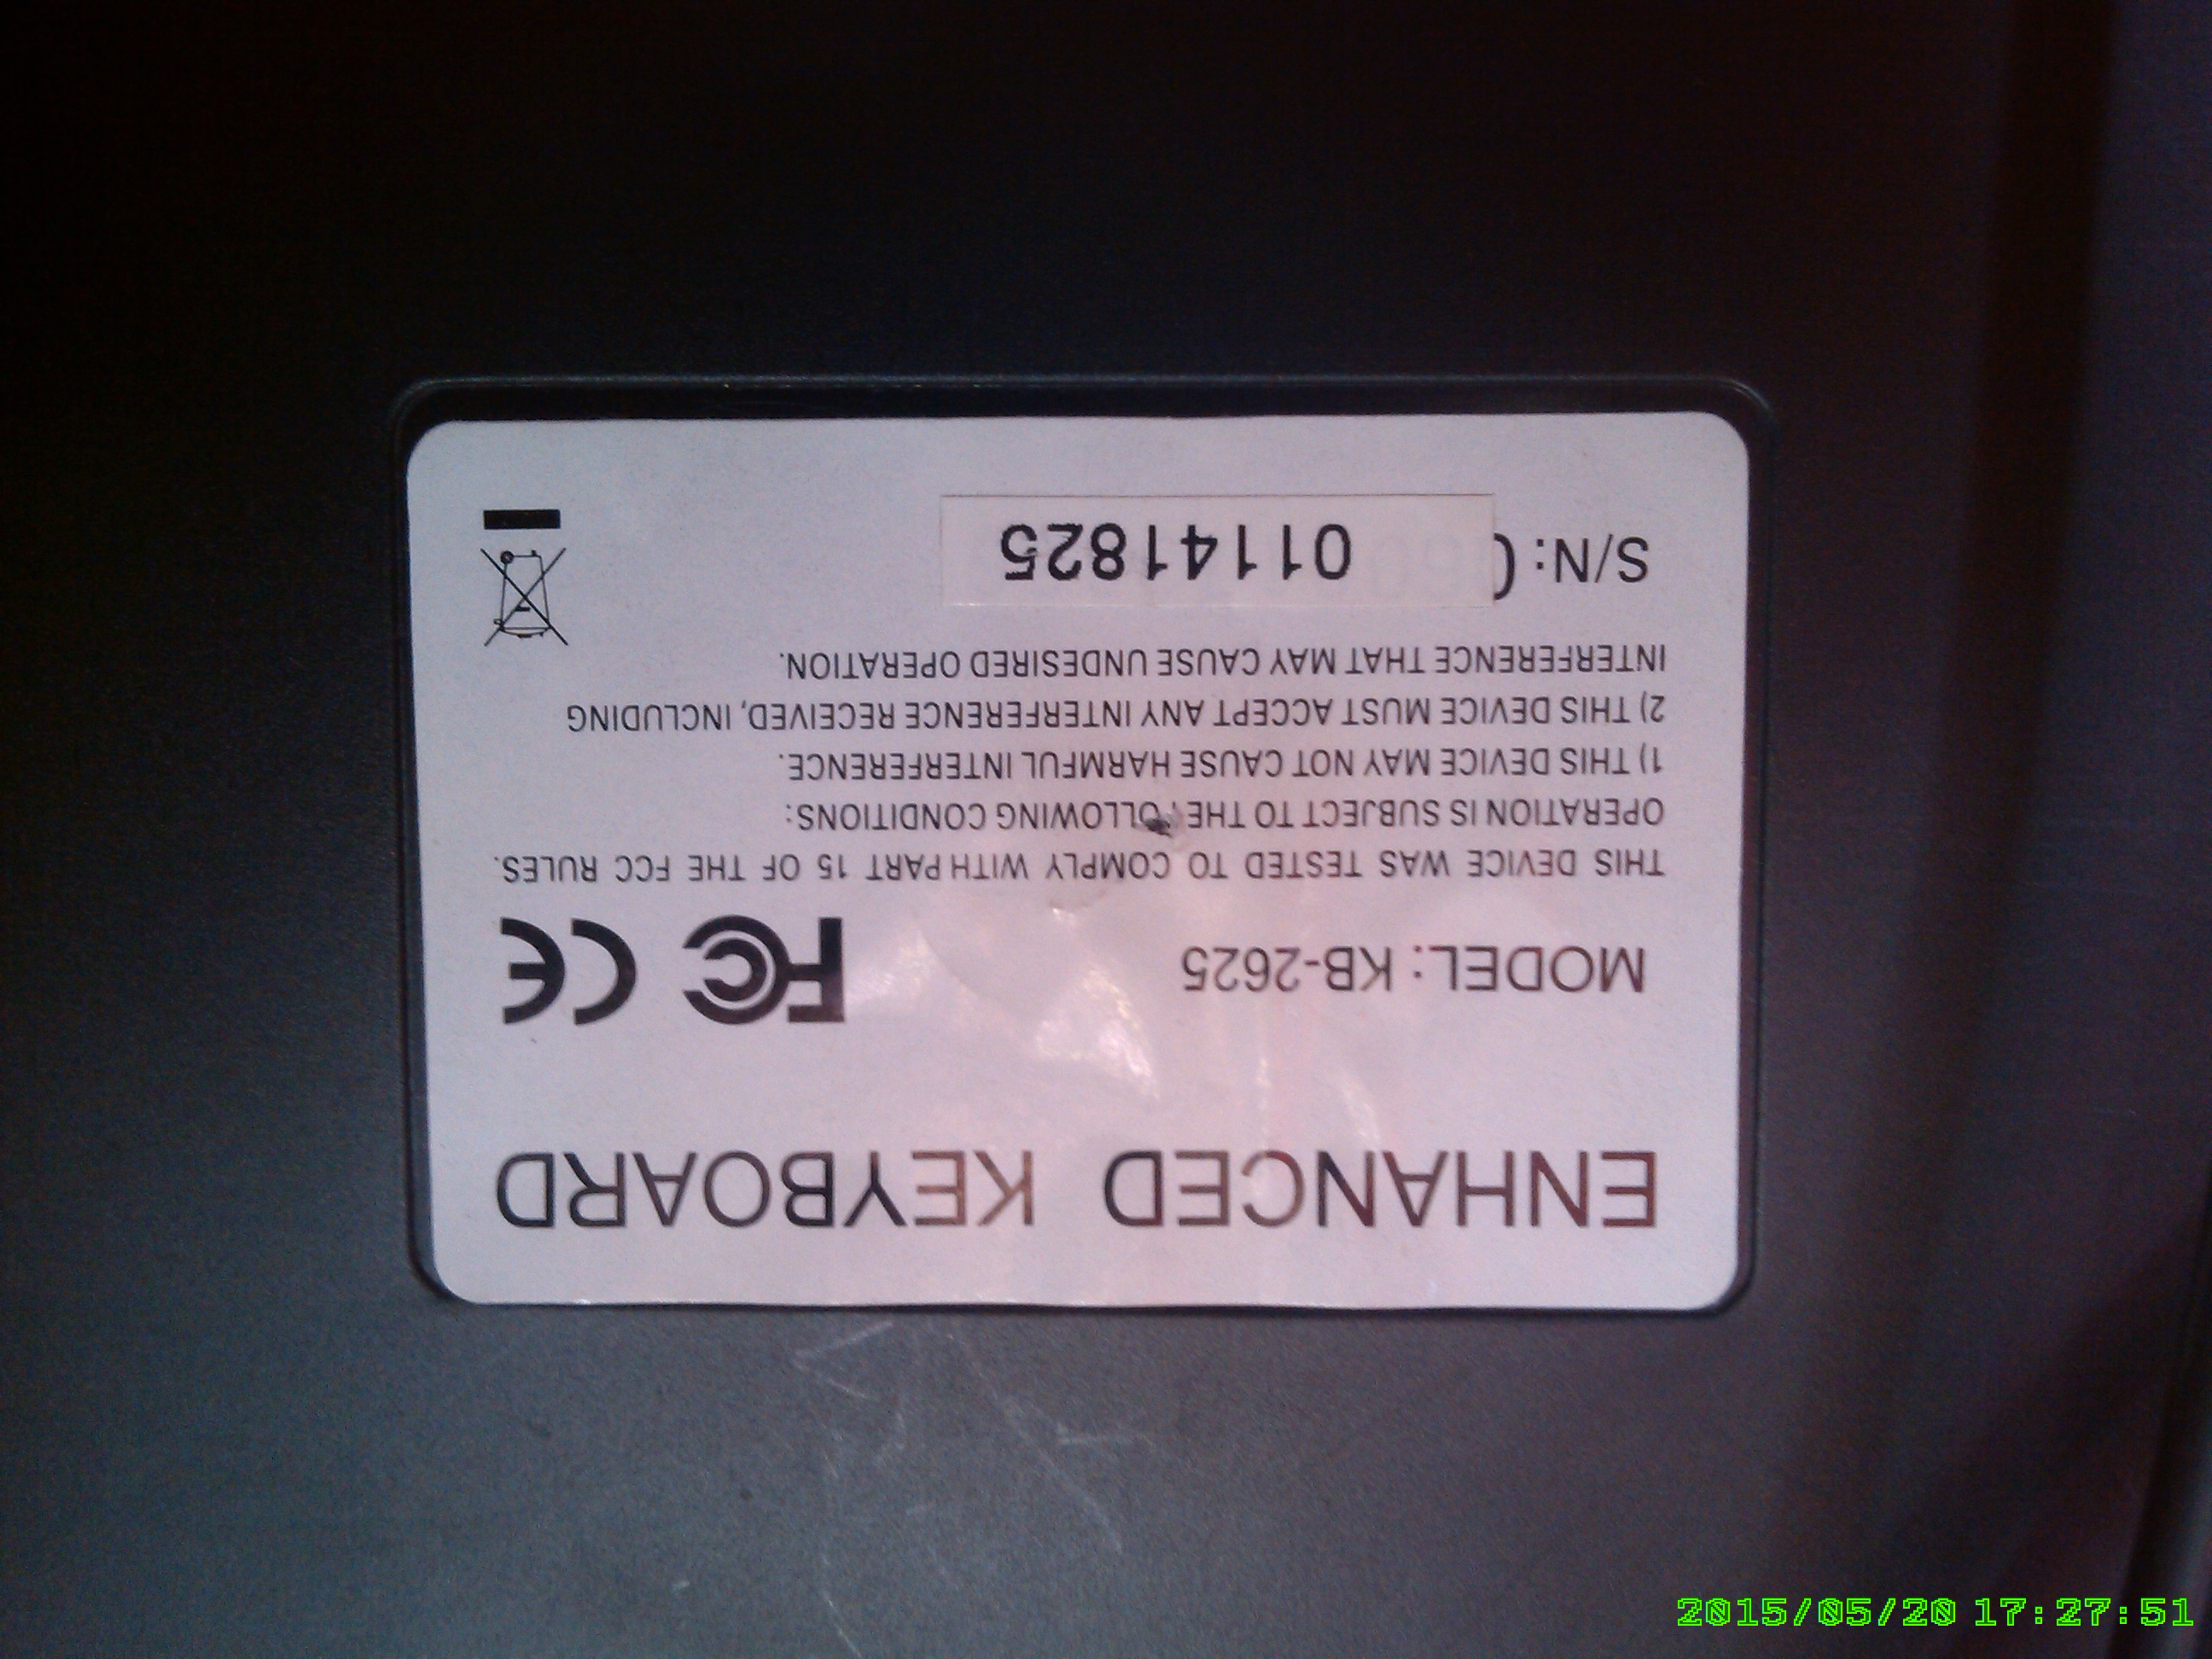 ENHANCED KEYBOARD
MODEL: KB-2625 FC CE
THIS DEVICE WAS TESTED TO COMPLY WITH PART 15 OF THE FCC RULES.
OPERATION IS SUBJECT TO THE FOLLOWING CONDITIONS:
1) THIS DEVICE MAY NOT CAUSE HARMFUL INTERFERENCE.
2) THIS DEVICE MUST ACCEPT ANY INTERFERENCE RECEIVED, INCLUDING
INTERFERENCE THAT MAY CAUSE UNDESIRED OPERATION.
S/N: 01141825
2015/05/20 17:27:51